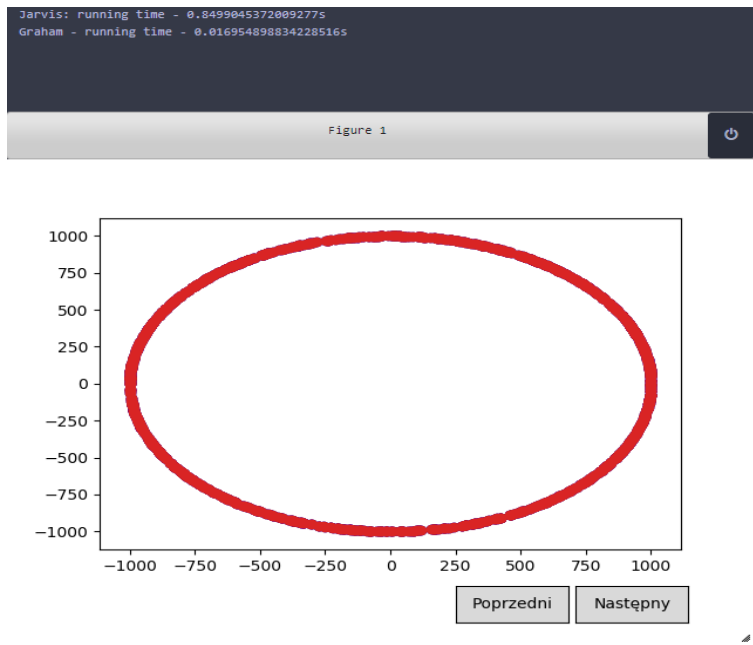 Jarvis: running time - 0.8499045372009277s
Graham - running time - 0.016954898834228516s
Figure 1
1000
750
500
250
0
−250
−500
−750
−1000
−1000 −750 −500 −250 0 250 500 750 1000
Poprzedni Następny